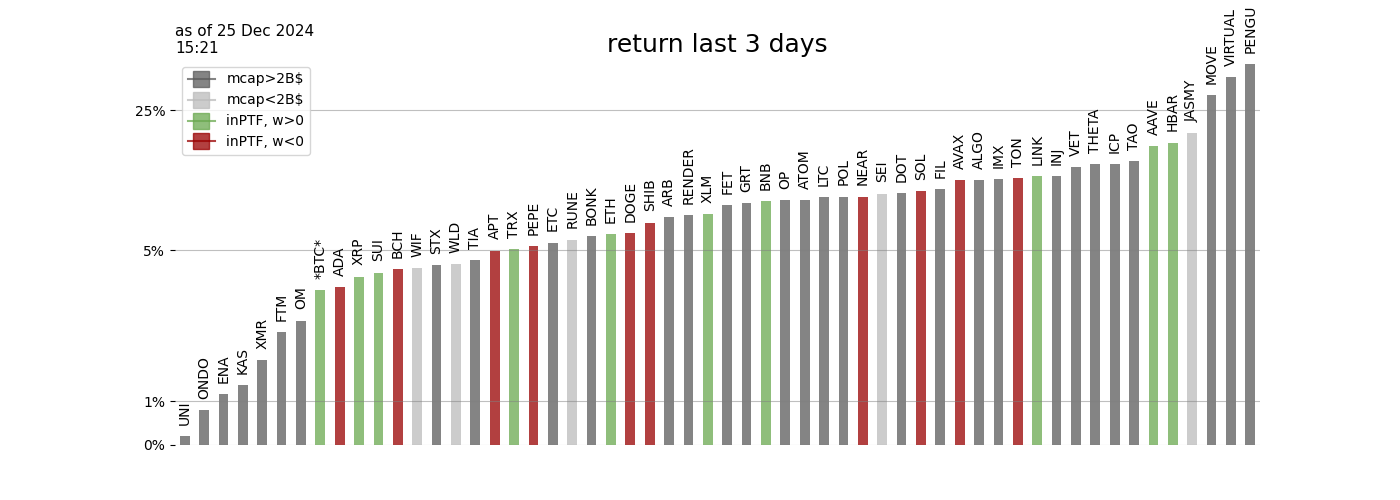 as of 25 Dec 2024
15:21
return last 3 days
mcap>2B$
mcap<2B$
inPTF, w>0
inPTF, w<0
25%
5%
1%
0%
UNI
ONDO
ENA
KAS
XMR
FTM
OM
*BTC*
ADA
XRP
SUI
BCH
WIF
STX
WLD
TIA
APT
TRX
PEPE
ETC
RUNE
BONK
ETH
DOGE
SHIB
ARB
RENDER
XLM
FET
GRT
BNB
OP
ATOM
LTC
POL
NEAR
SEI
DOT
SOL
FIL
AVAX
ALGO
IMX
TON
LINK
INJ
VET
THETA
ICP
TAO
AAVE
HBAR
JASMY
MOVE
VIRTUAL
PENGU